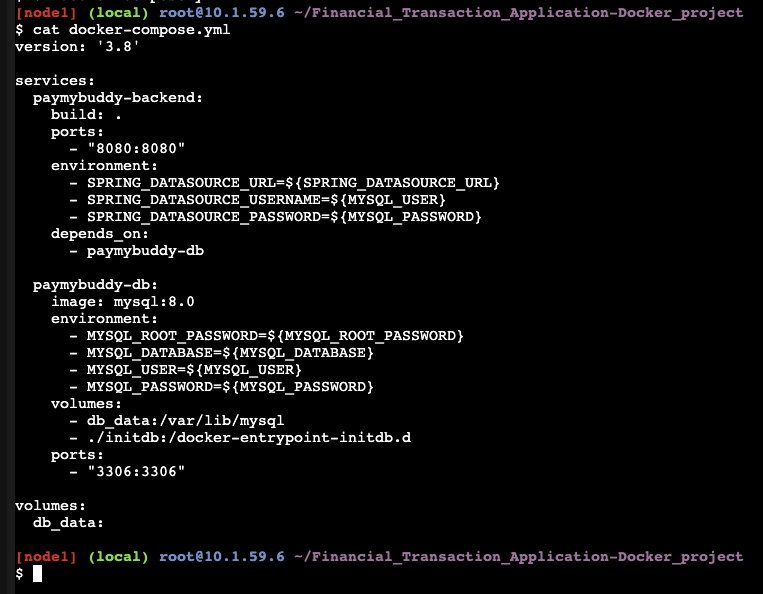 [node1] (local) root@10.1.59.6 ~/Financial_Transaction_Application-Docker_project
$ cat docker-compose.yml
version: '3.8'

services:
  paymybuddy-backend:
    build: .
    ports:
      - "8080:8080"
    environment:
      - SPRING_DATASOURCE_URL=${SPRING_DATASOURCE_URL}
      - SPRING_DATASOURCE_USERNAME=${MYSQL_USER}
      - SPRING_DATASOURCE_PASSWORD=${MYSQL_PASSWORD}
    depends_on:
      - paymybuddy-db

  paymybuddy-db:
    image: mysql:8.0
    environment:
      - MYSQL_ROOT_PASSWORD=${MYSQL_ROOT_PASSWORD}
      - MYSQL_DATABASE=${MYSQL_DATABASE}
      - MYSQL_USER=${MYSQL_USER}
      - MYSQL_PASSWORD=${MYSQL_PASSWORD}
    volumes:
      - db_data:/var/lib/mysql
      - ./initdb:/docker-entrypoint-initdb.d
    ports:
      - "3306:3306"

volumes:
  db_data:

[node1] (local) root@10.1.59.6 ~/Financial_Transaction_Application-Docker_project
$